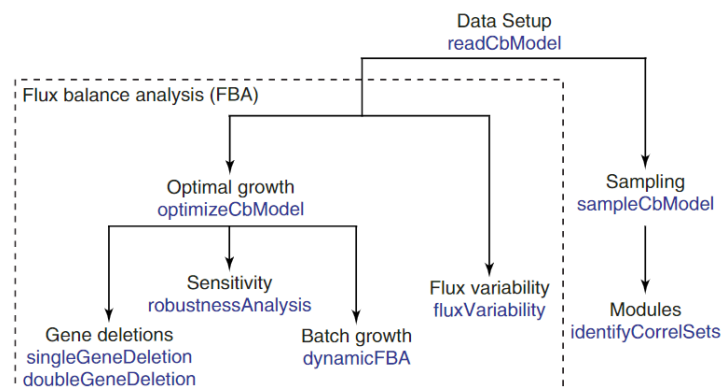 Data Setup
readCbModel
Flux balance analysis (FBA)
Optimal growth
optimizeCbModel
Sampling
sampleCbModel
Sensitivity
robustnessAnalysis
Flux variability
fluxVariability
Gene deletions
singleGeneDeletion
doubleGeneDeletion
Batch growth
dynamicFBA
Modules
identifyCorrelSets